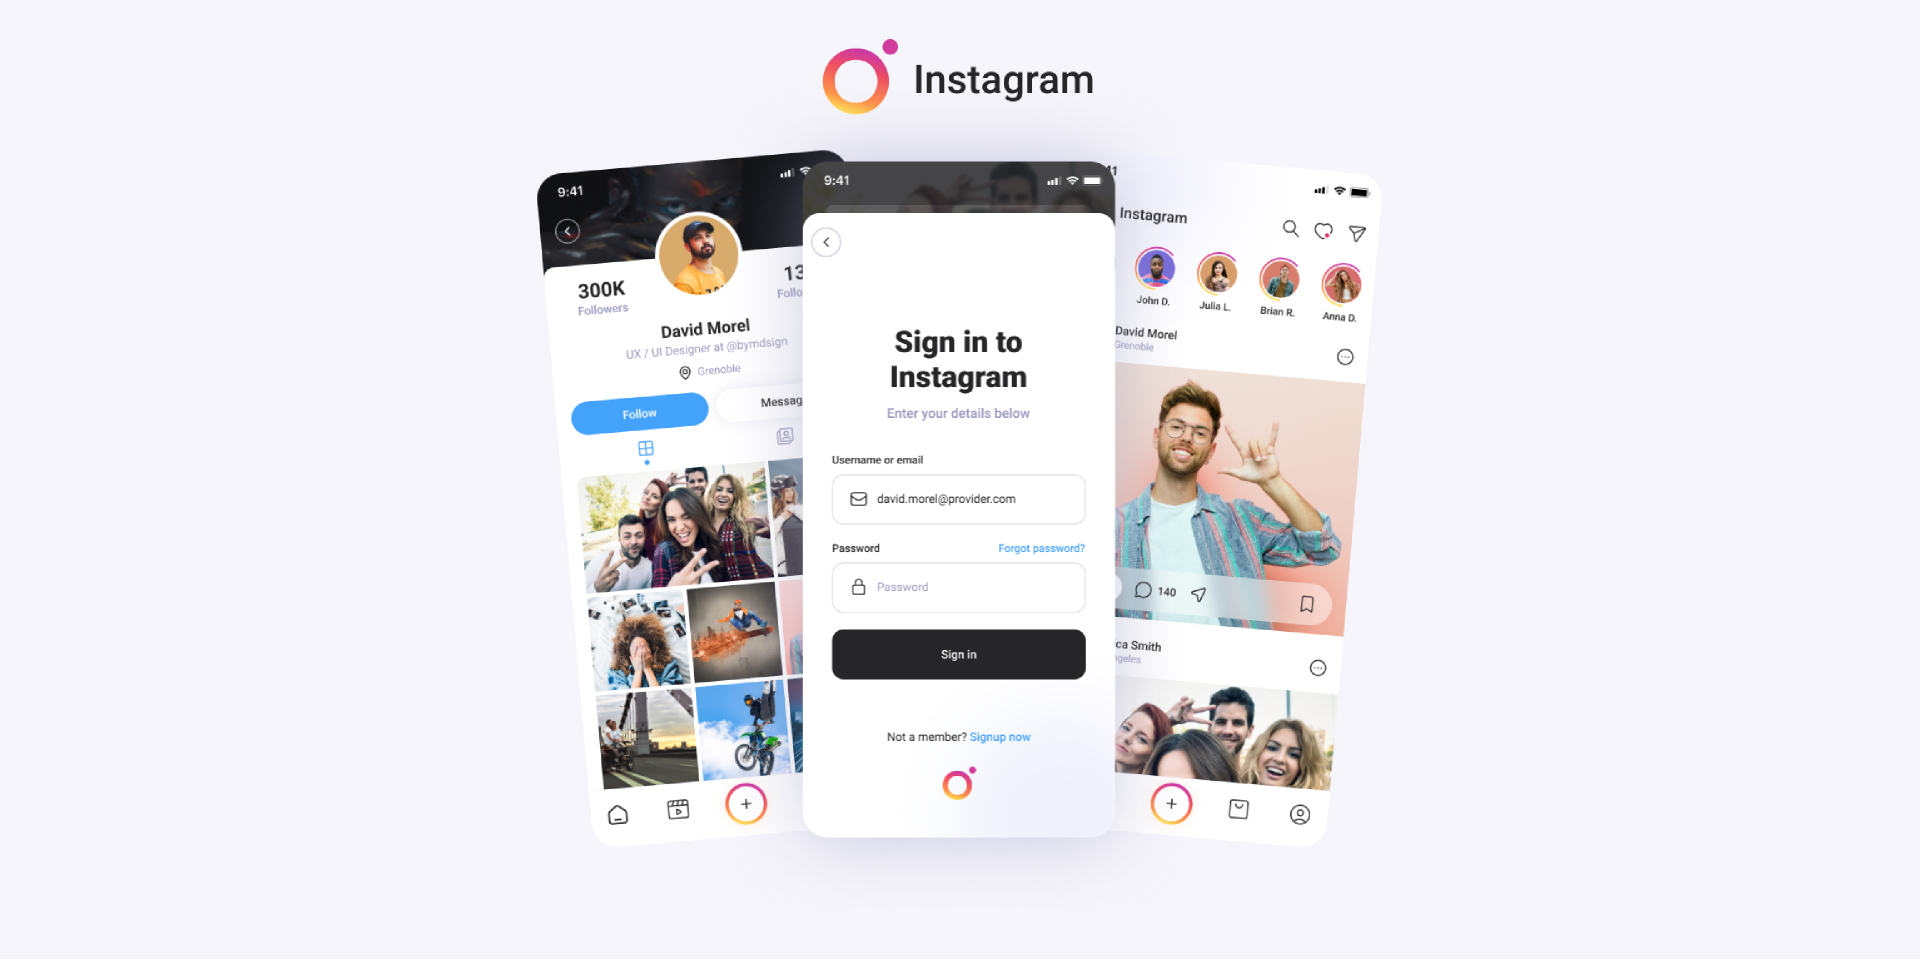 Instagram
9:41
300K
Followers
13
Follo
David Morel
UX / UI Designer at @bymdsign
Grenoble
Follow
Messag
9:41
Sign in to
Instagram
Enter your details below
Username or email
david.morel@provider.com
Password
Forgot password?
Password
Sign in
Not a member? Signup now
Instagram
John D.
Julia L.
Brian R.
Anna D.
David Morel
Grenoble
140
ca Smith
ngeles